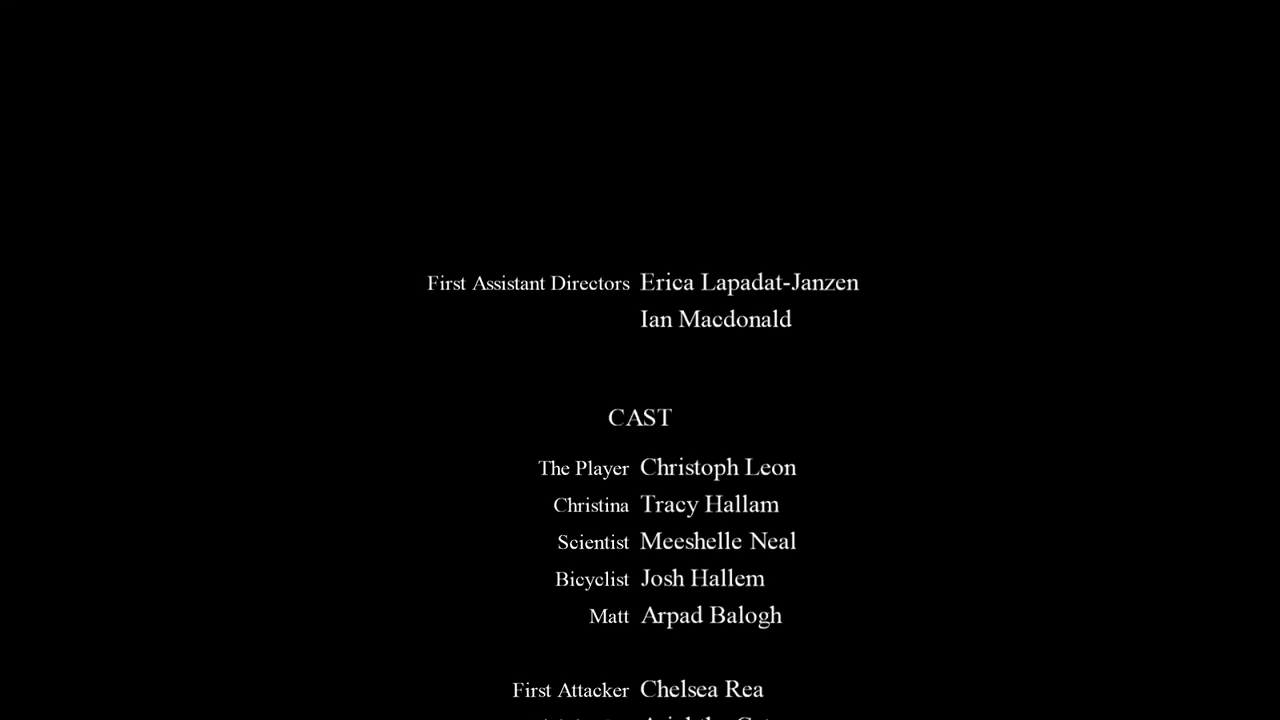 First Assistant Directors Erica Lapadat-Janzen
Ian Macdonald
CAST
The Player Christoph Leon
Christina Tracy Hallam
Scientist Meeshelle Neal
Bicyclist Josh Hallem
Matt Arpad Balogh
First Attacker Chelsea Rea